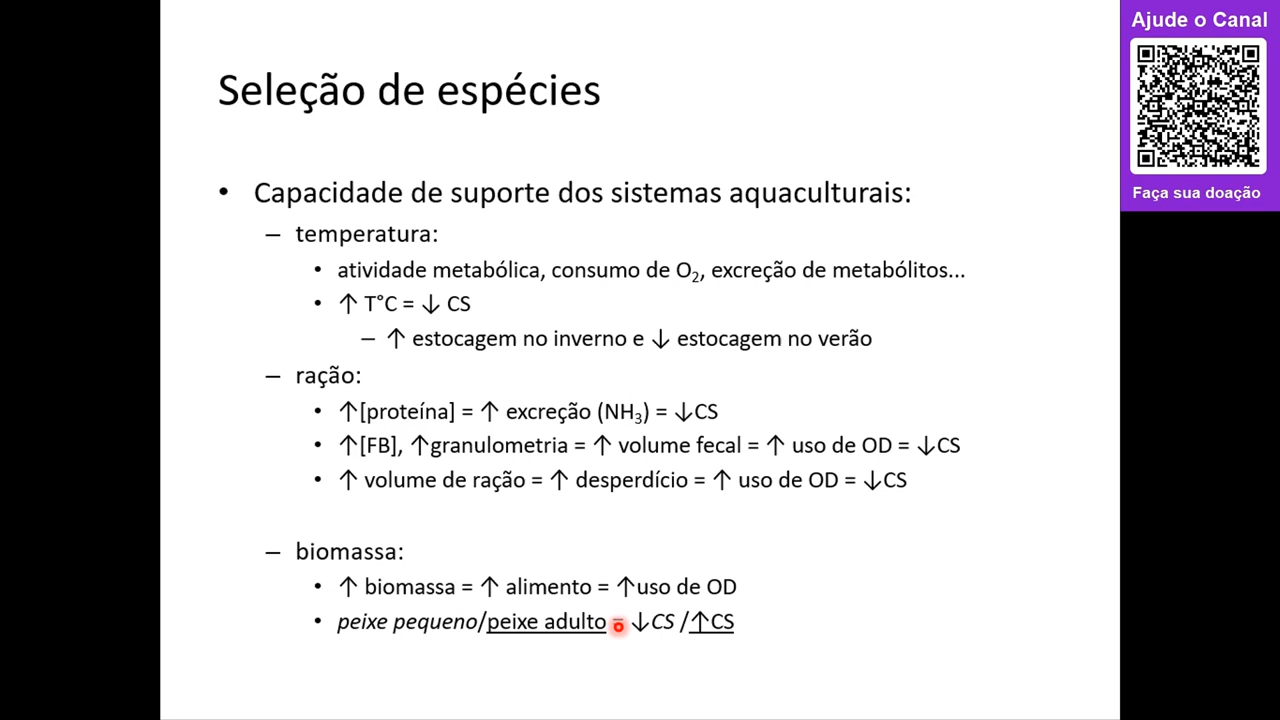 Seleção de espécies
• Capacidade de suporte dos sistemas aquaculturais:
– temperatura:
• atividade metabólica, consumo de O₂, excreção de metabólitos...
• ↑ T°C = ↓ CS
– ↑ estocagem no inverno e ↓ estocagem no verão
– ração:
• ↑[proteína] = ↑ excreção (NH₃) = ↓CS
• ↑[FB], ↑granulometria = ↑ volume fecal = ↑ uso de OD = ↓CS
• ↑ volume de ração = ↑ desperdício = ↑ uso de OD = ↓CS
– biomassa:
• ↑ biomassa = ↑ alimento = ↑uso de OD
• peixe pequeno/peixe adulto = ↓CS /↑CS
Ajude o Canal
Faça sua doação